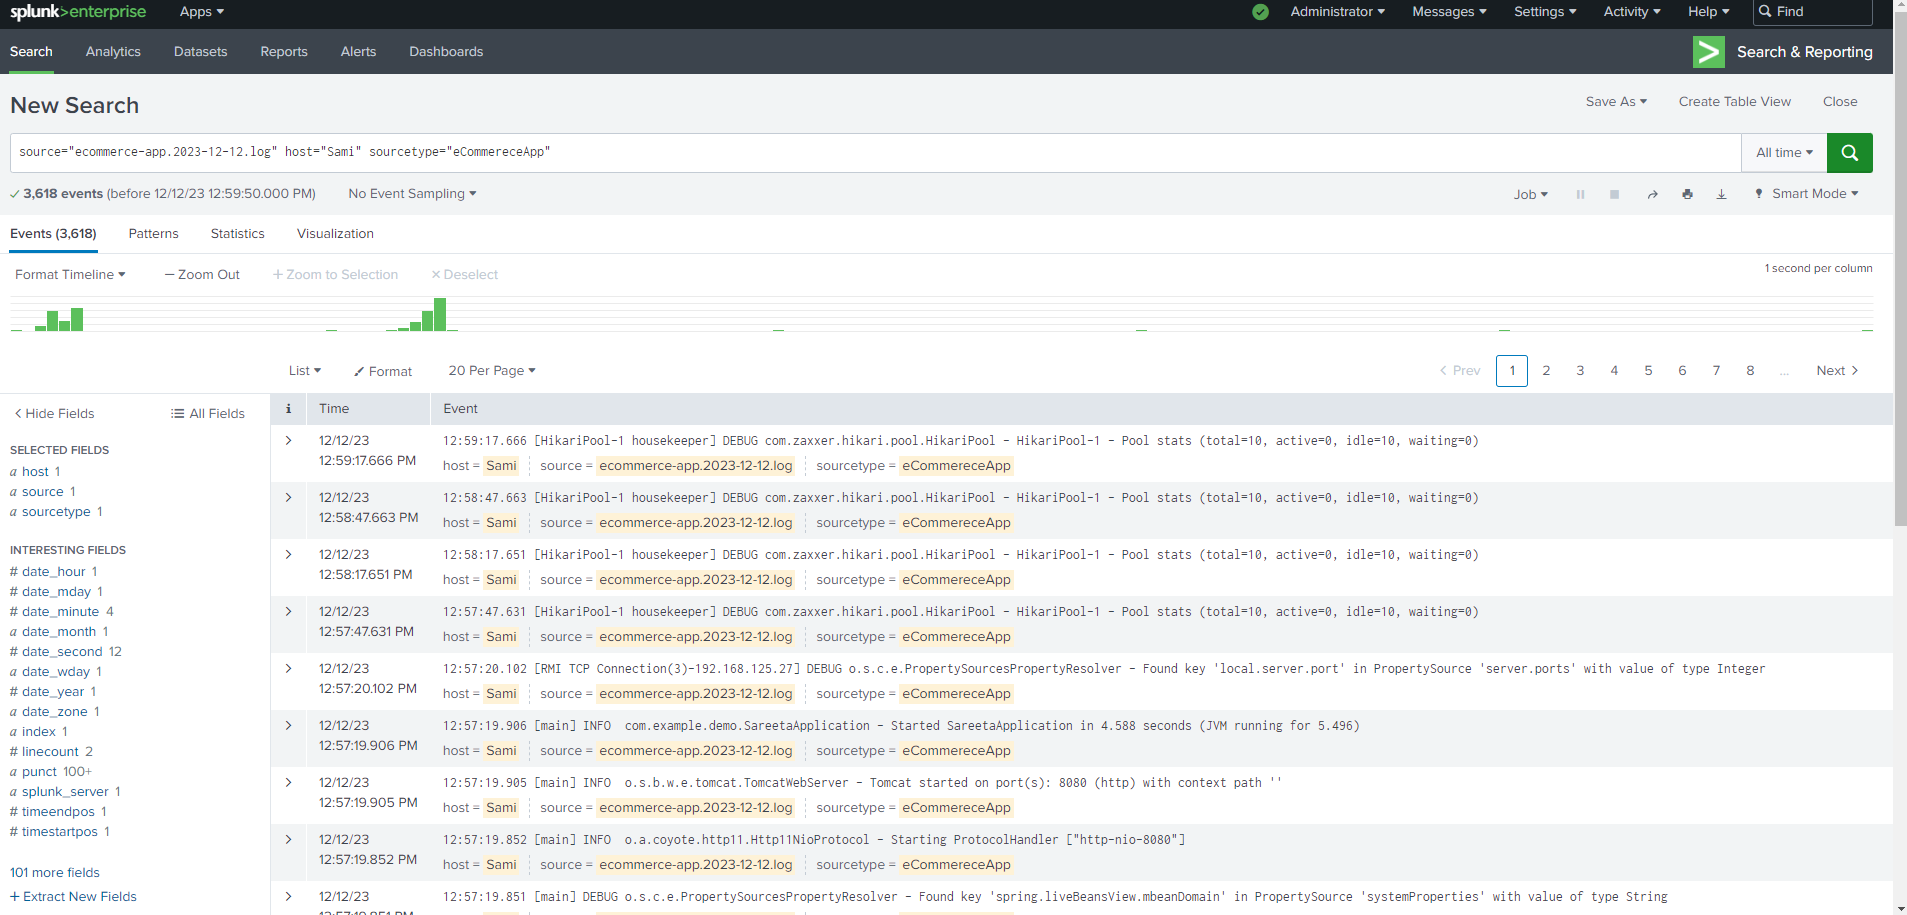 splunk>enterprise Apps Administrator Messages Settings Activity Help Find
Search Analytics Datasets Reports Alerts Dashboards Search & Reporting
New Search Save As Create Table View Close
source="ecommerce-app.2023-12-12.log" host="Sami" sourcetype="eCommereceApp" All time
3,618 events (before 12/12/23 12:59:50.000 PM) No Event Sampling Job Smart Mode
Events (3,618) Patterns Statistics Visualization
Format Timeline — Zoom Out + Zoom to Selection × Deselect 1 second per column
List Format 20 Per Page < Prev 1 2 3 4 5 6 7 8 ... Next >
< Hide Fields All Fields
SELECTED FIELDS
a host 1
a source 1
a sourcetype 1
INTERESTING FIELDS
# date_hour 1
# date_mday 1
# date_minute 4
a date_month 1
# date_second 12
a date_wday 1
# date_year 1
a date_zone 1
a index 1
# linecount 2
a punct 100+
a splunk_server 1
# timeendpos 1
# timestartpos 1
101 more fields
+ Extract New Fields
i Time Event
12/12/23 12:59:17.666 [HikariPool-1 housekeeper] DEBUG com.zaxxer.hikari.pool.HikariPool - HikariPool-1 - Pool stats (total=10, active=0, idle=10, waiting=0)
12:59:17.666 PM host = Sami source = ecommerce-app.2023-12-12.log sourcetype = eCommereceApp
12/12/23 12:58:47.663 [HikariPool-1 housekeeper] DEBUG com.zaxxer.hikari.pool.HikariPool - HikariPool-1 - Pool stats (total=10, active=0, idle=10, waiting=0)
12:58:47.663 PM host = Sami source = ecommerce-app.2023-12-12.log sourcetype = eCommereceApp
12/12/23 12:58:17.651 [HikariPool-1 housekeeper] DEBUG com.zaxxer.hikari.pool.HikariPool - HikariPool-1 - Pool stats (total=10, active=0, idle=10, waiting=0)
12:58:17.651 PM host = Sami source = ecommerce-app.2023-12-12.log sourcetype = eCommereceApp
12/12/23 12:57:47.631 [HikariPool-1 housekeeper] DEBUG com.zaxxer.hikari.pool.HikariPool - HikariPool-1 - Pool stats (total=10, active=0, idle=10, waiting=0)
12:57:47.631 PM host = Sami source = ecommerce-app.2023-12-12.log sourcetype = eCommereceApp
12/12/23 12:57:20.102 [RMI TCP Connection(3)-192.168.125.27] DEBUG o.s.c.e.PropertySourcesPropertyResolver - Found key 'local.server.port' in PropertySource 'server.ports' with value of type Integer
12:57:20.102 PM host = Sami source = ecommerce-app.2023-12-12.log sourcetype = eCommereceApp
12/12/23 12:57:19.906 [main] INFO com.example.demo.SareetaApplication - Started SareetaApplication in 4.588 seconds (JVM running for 5.496)
12:57:19.906 PM host = Sami source = ecommerce-app.2023-12-12.log sourcetype = eCommereceApp
12/12/23 12:57:19.905 [main] INFO o.s.b.w.e.tomcat.TomcatWebServer - Tomcat started on port(s): 8080 (http) with context path ''
12:57:19.905 PM host = Sami source = ecommerce-app.2023-12-12.log sourcetype = eCommereceApp
12/12/23 12:57:19.852 [main] INFO o.a.coyote.http11.Http11NioProtocol - Starting ProtocolHandler ["http-nio-8080"]
12:57:19.852 PM host = Sami source = ecommerce-app.2023-12-12.log sourcetype = eCommereceApp
12/12/23 12:57:19.851 [main] DEBUG o.s.c.e.PropertySourcesPropertyResolver - Found key 'spring.liveBeansView.mbeanDomain' in PropertySource 'systemProperties' with value of type String